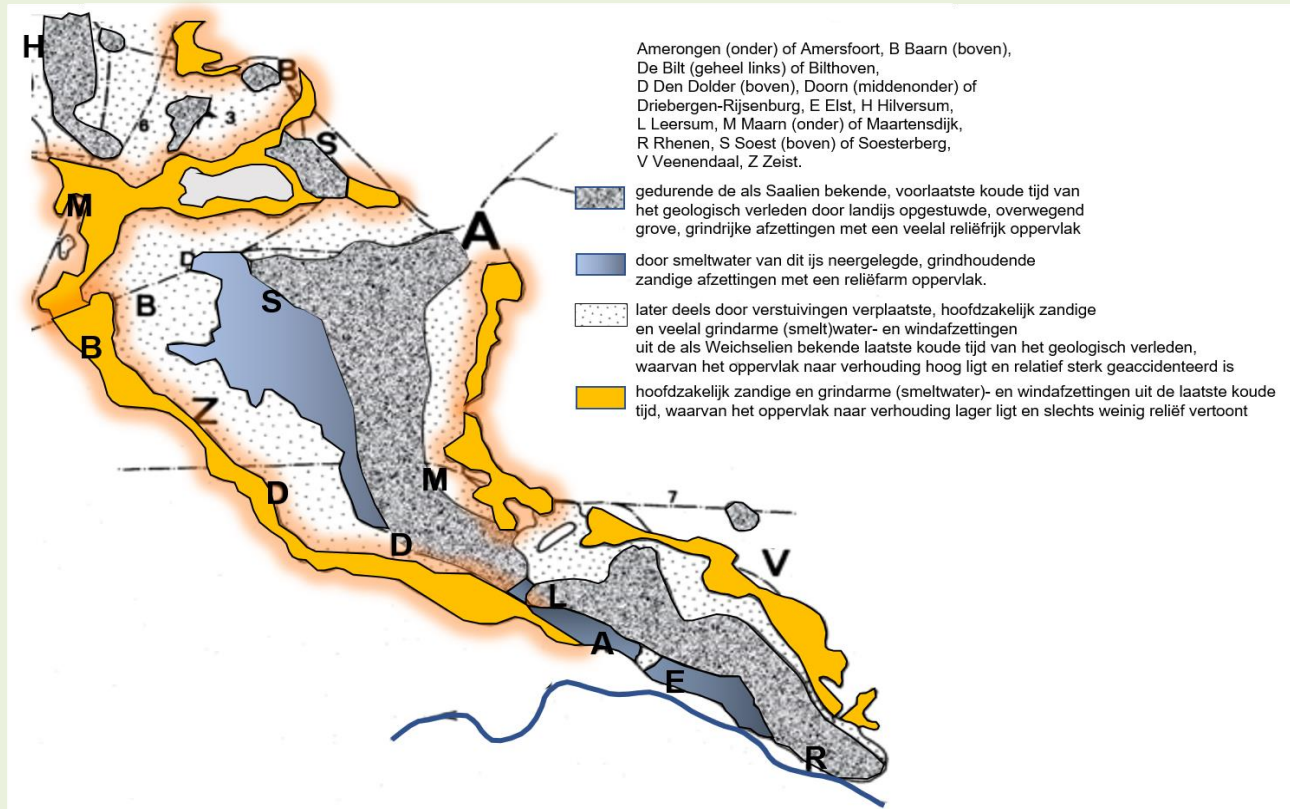 Amerongen (onder) of Amersfoort, B Baarn (boven),
De Bilt (geheel links) of Bilthoven,
D Den Dolder (boven), Doorn (middenonder) of
Driebergen-Rijsenburg, E Elst, H Hilversum,
L Leersum, M Maarn (onder) of Maartensdijk,
R Rhenen, S Soest (boven) of Soesterberg,
V Veenendaal, Z Zeist.
gedurende de als Saalien bekende, voorlaatste koude tijd van
het geologisch verleden door landijs opgestuwde, overwegend
grove, grindrijke afzettingen met een veelal reliëfrijk oppervlak
door smeltwater van dit ijs neergelegde, grindhoudende
zandige afzettingen met een reliëfarm oppervlak.
later deels door verstuivingen verplaatste, hoofdzakelijk zandige
en veelal grindarme (smelt)water- en windafzettingen
uit de als Weichselien bekende laatste koude tijd van het geologisch verleden,
waarvan het oppervlak naar verhouding hoog ligt en relatief sterk geaccidenteerd is
hoofdzakelijk zandige en grindarme (smeltwater)- en windafzettingen uit de laatste koude
tijd, waarvan het oppervlak naar verhouding lager ligt en slechts weinig reliëf vertoont
H
B
6
3
S
M
A
D
B
S
B
Z
M
D
7
D
V
L
A
E
R